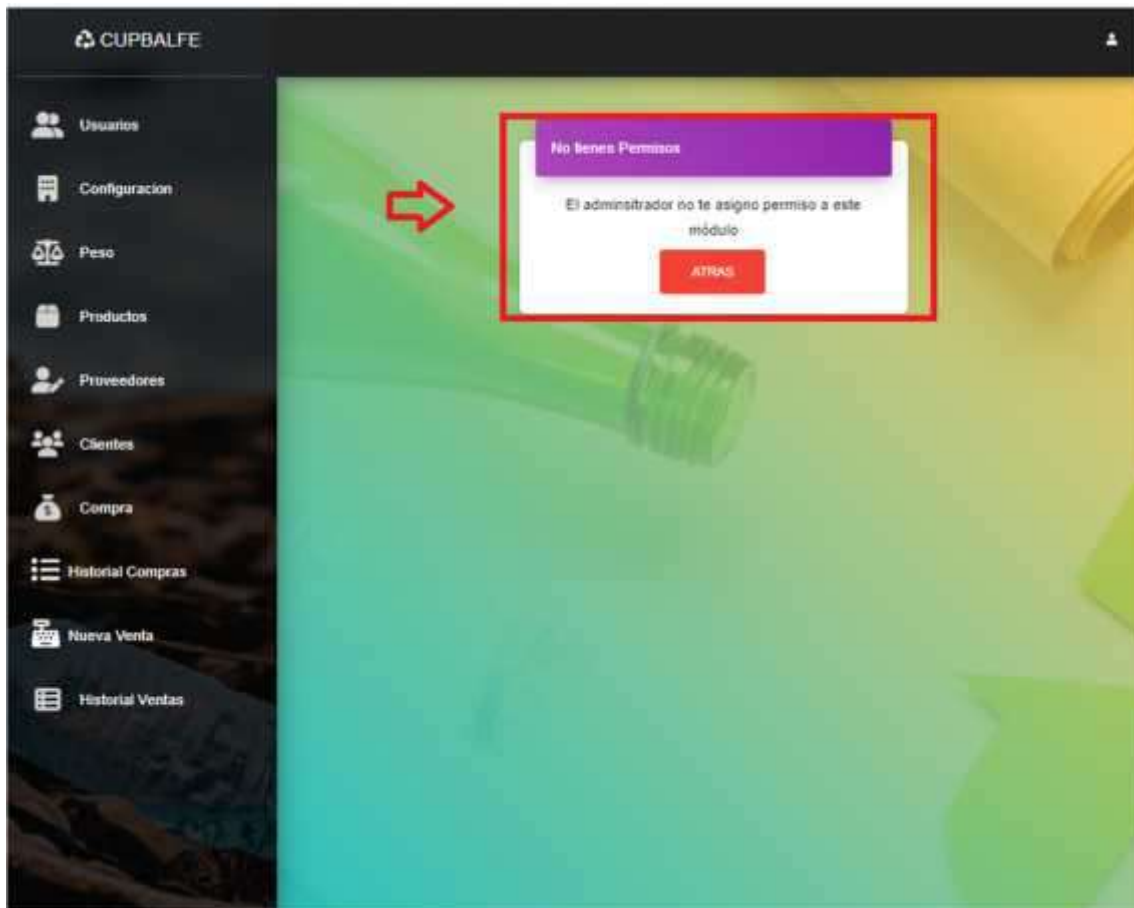 CUPBALFE
Usuarios
Configuracion
Peso
Productos
Proveedores
Clientes
Compra
Historial Compras
Nueva Venta
Historial Ventas
No tienes Permisos
El adminsitrador no te asigno permiso a este
módulo
ATRAS